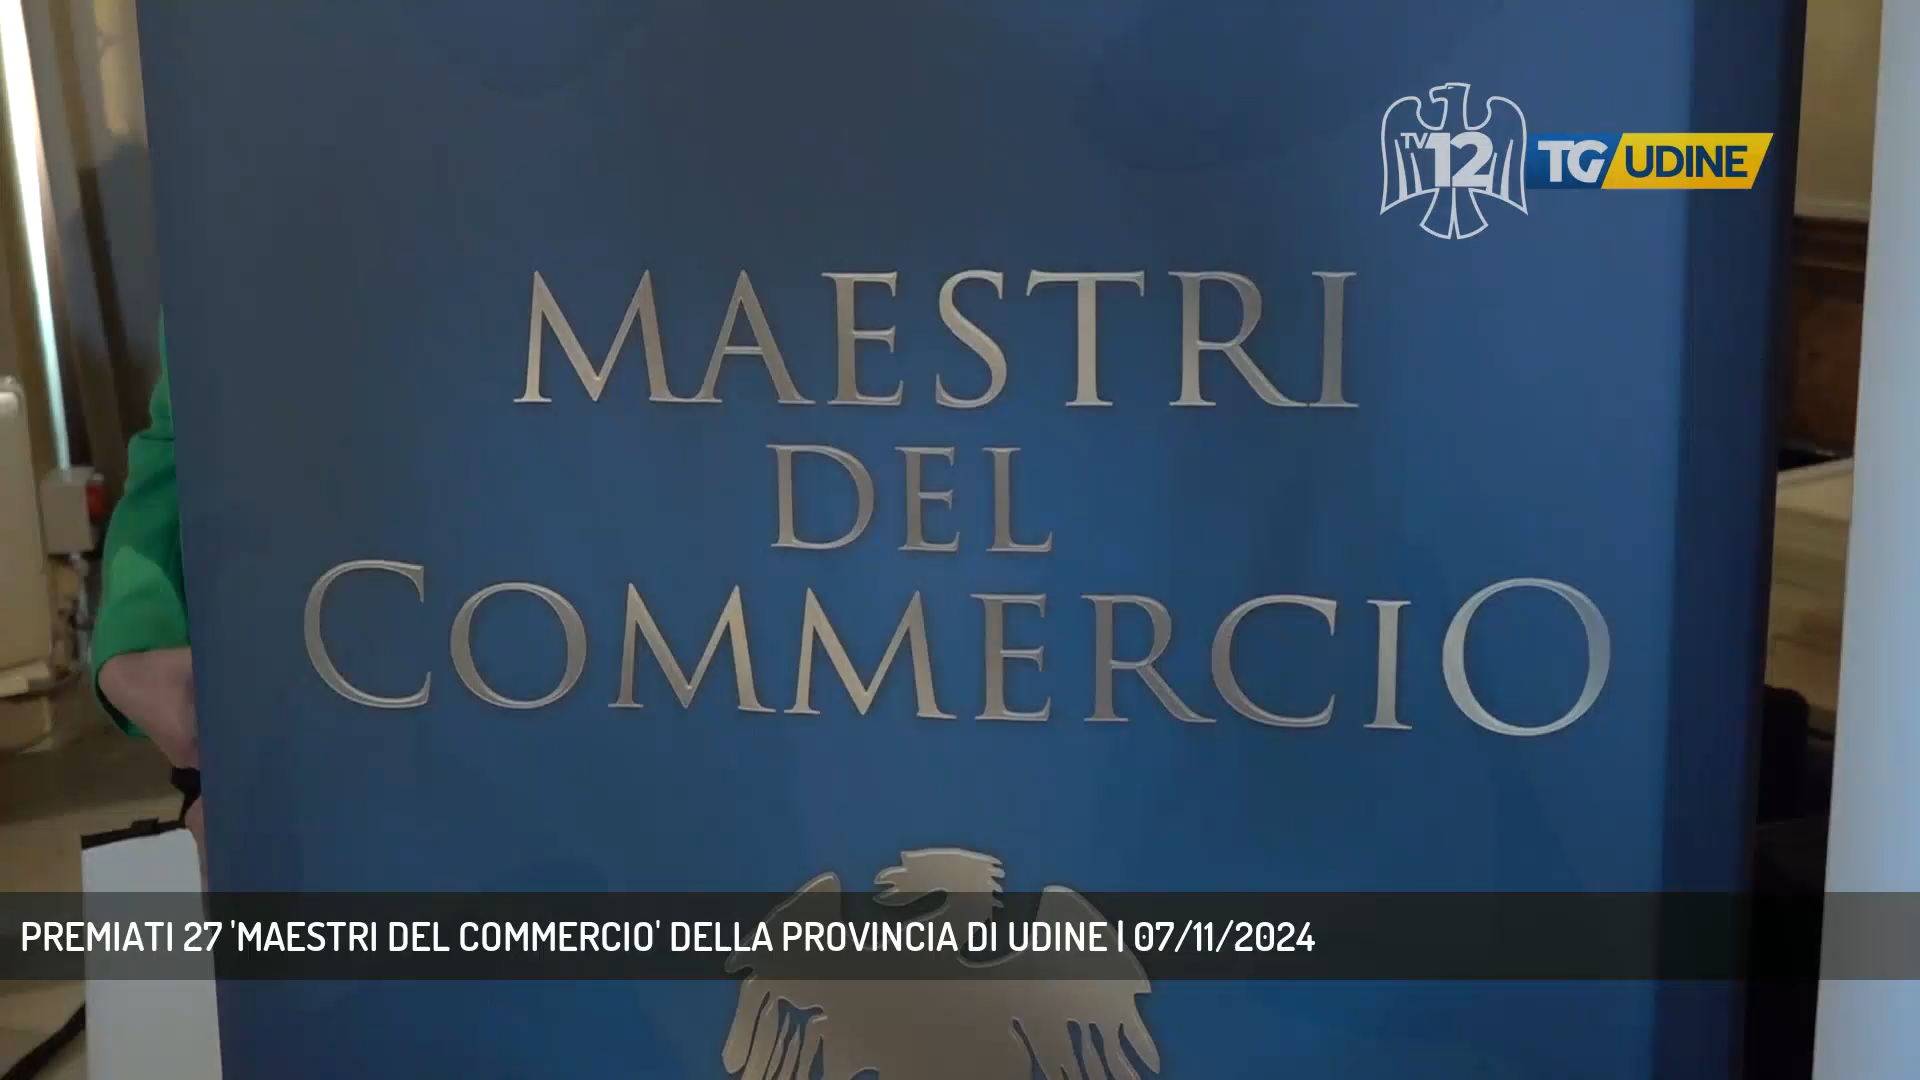 TV12 TG UDINE
MAESTRI
DEL
COMMERCIO
PREMIATI 27 'MAESTRI DEL COMMERCIO' DELLA PROVINCIA DI UDINE | 07/11/2024